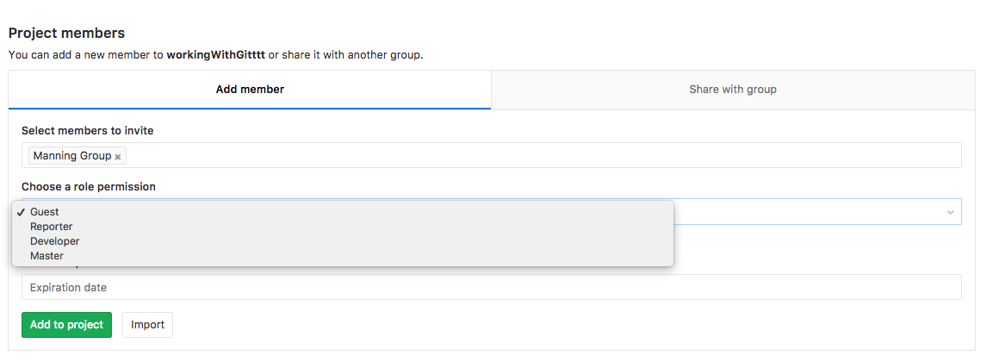 Project members
You can add a new member to workingWithGitttt or share it with another group.
Add member
Share with group
Select members to invite
Manning Group ×
Choose a role permission
✓ Guest
Reporter
Developer
Master
Expiration date
Add to project
Import